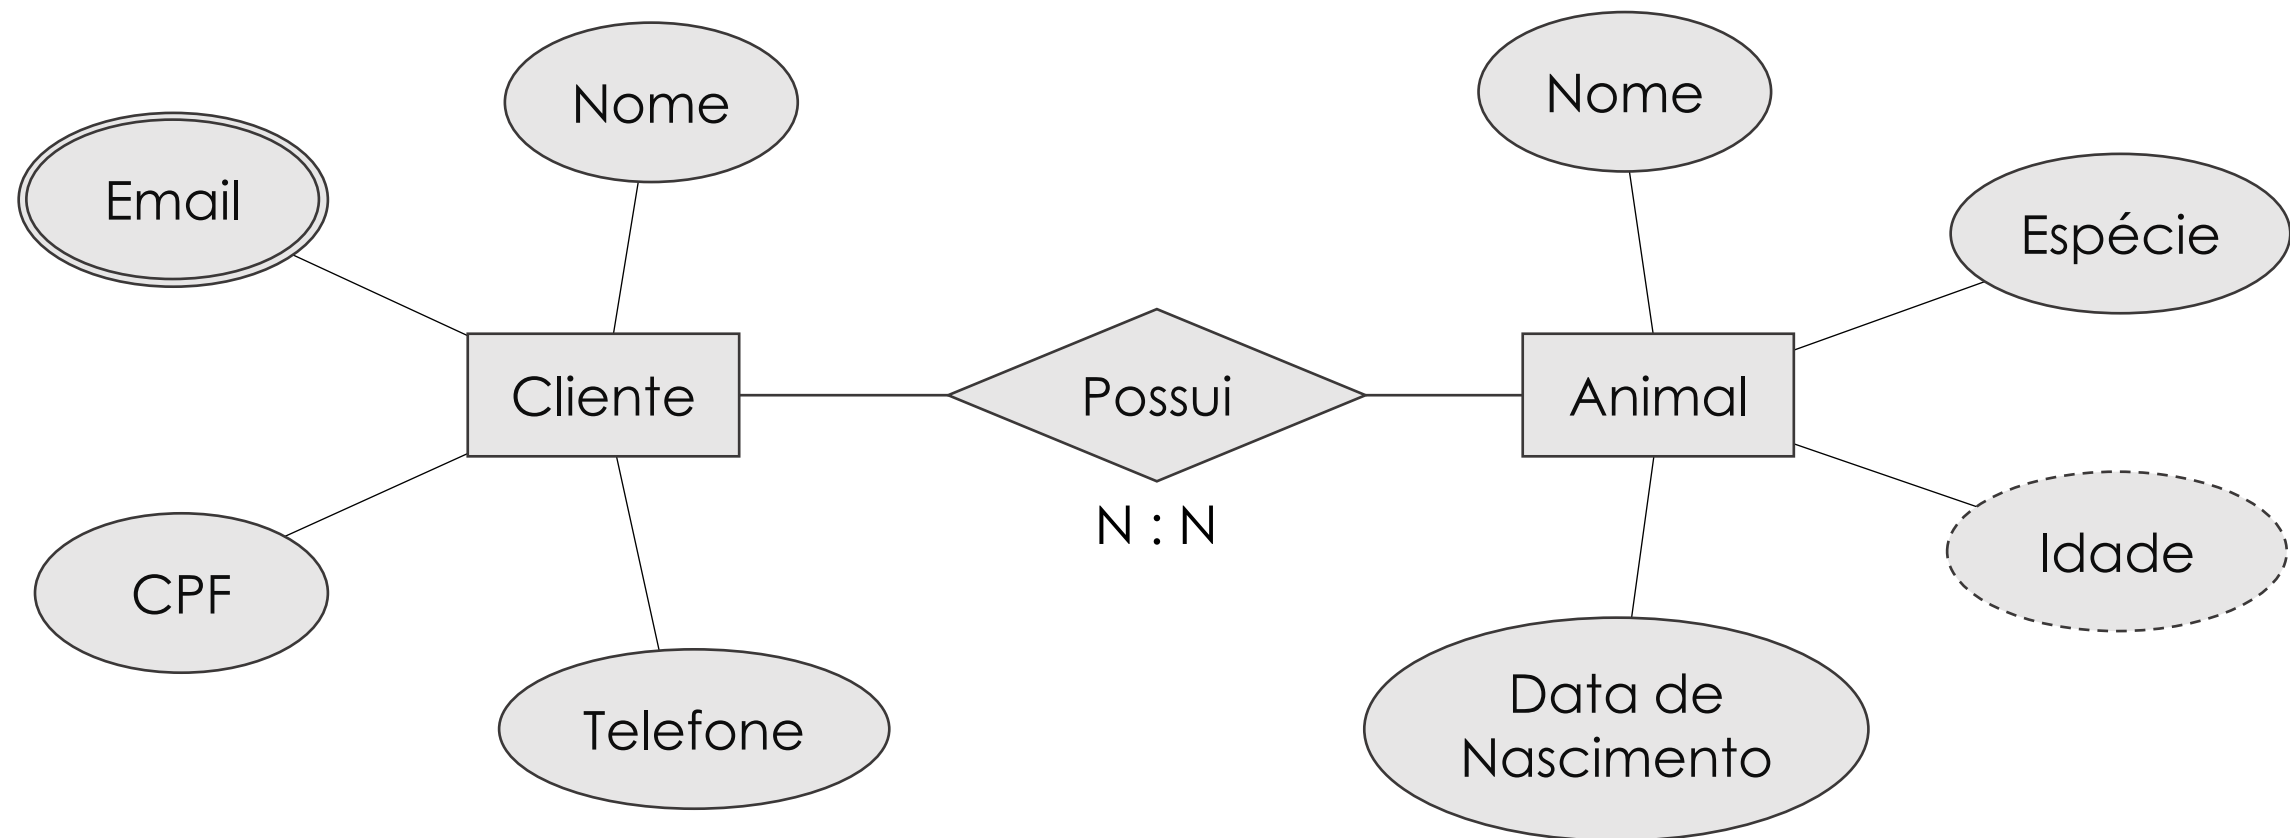 Nome
Nome
Email
Espécie
Cliente
Possui
Animal
N : N
Idade
CPF
Telefone
Data de
Nascimento